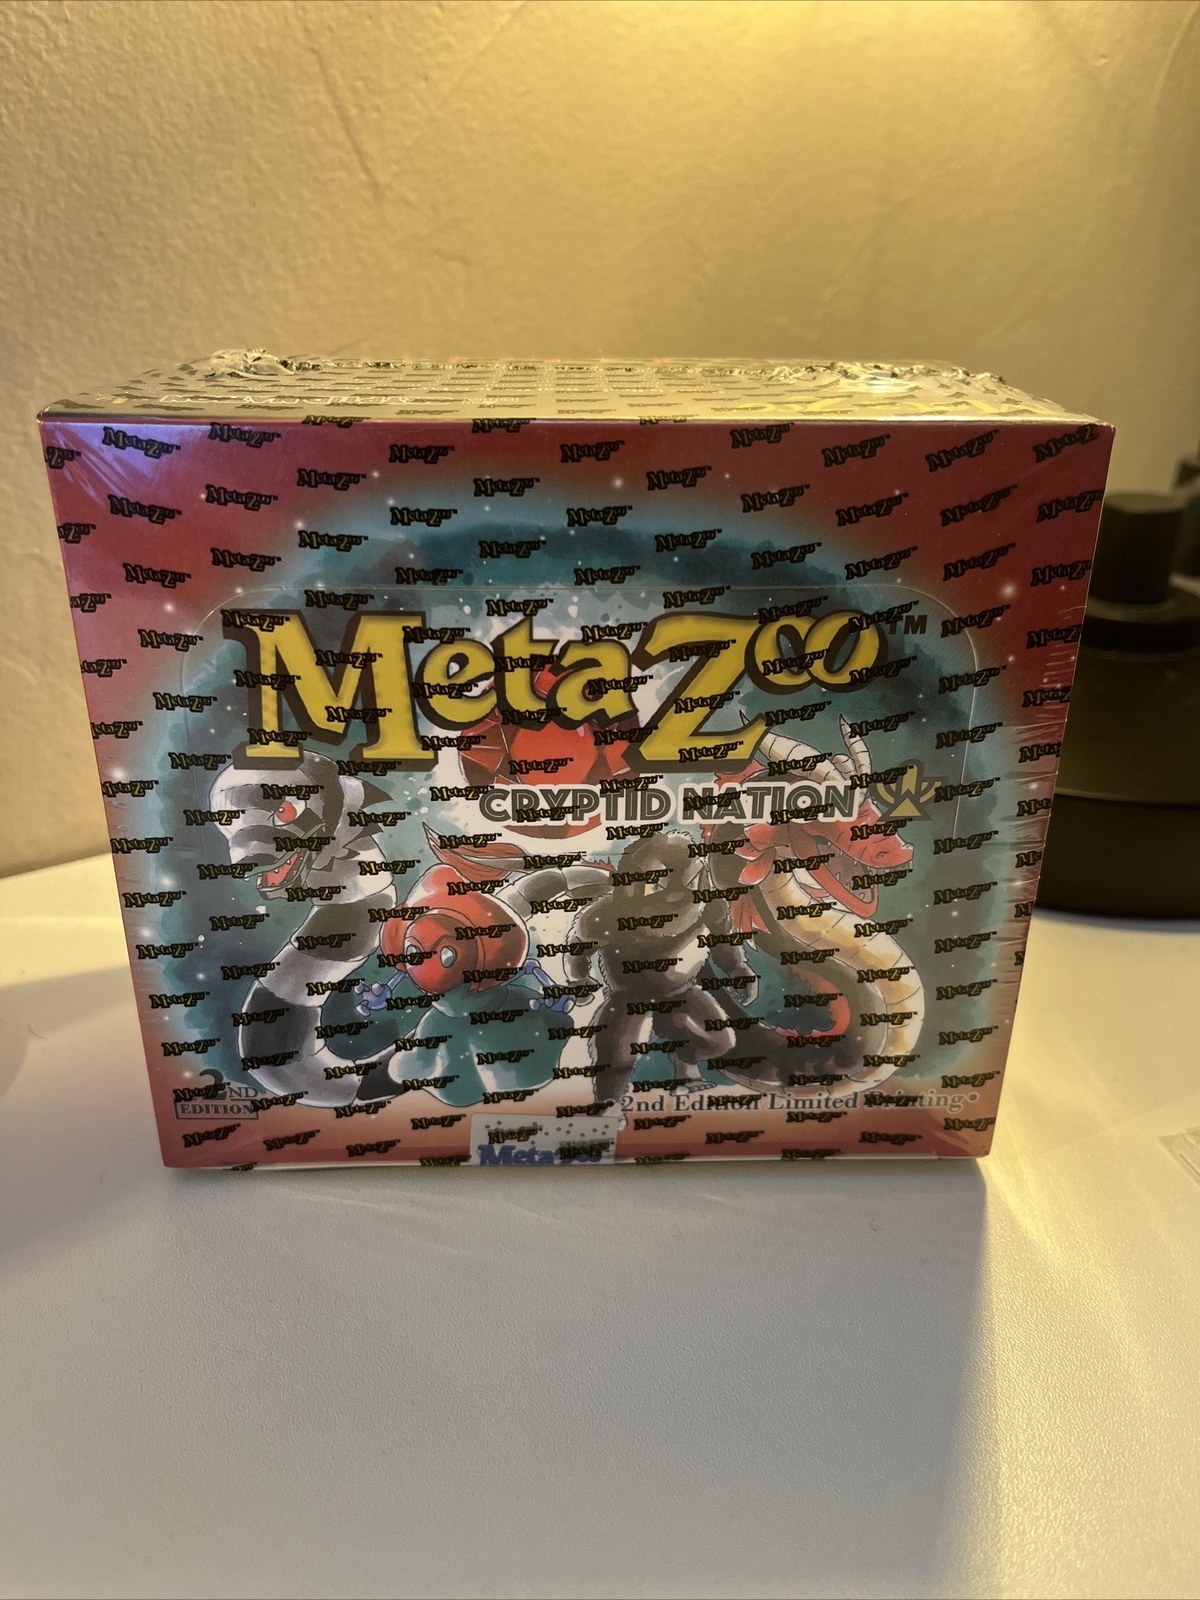 MetaZoo™
CRYPTID NATION
2ND
EDITION
•2nd Edition Limited Printing•
MetaZoo